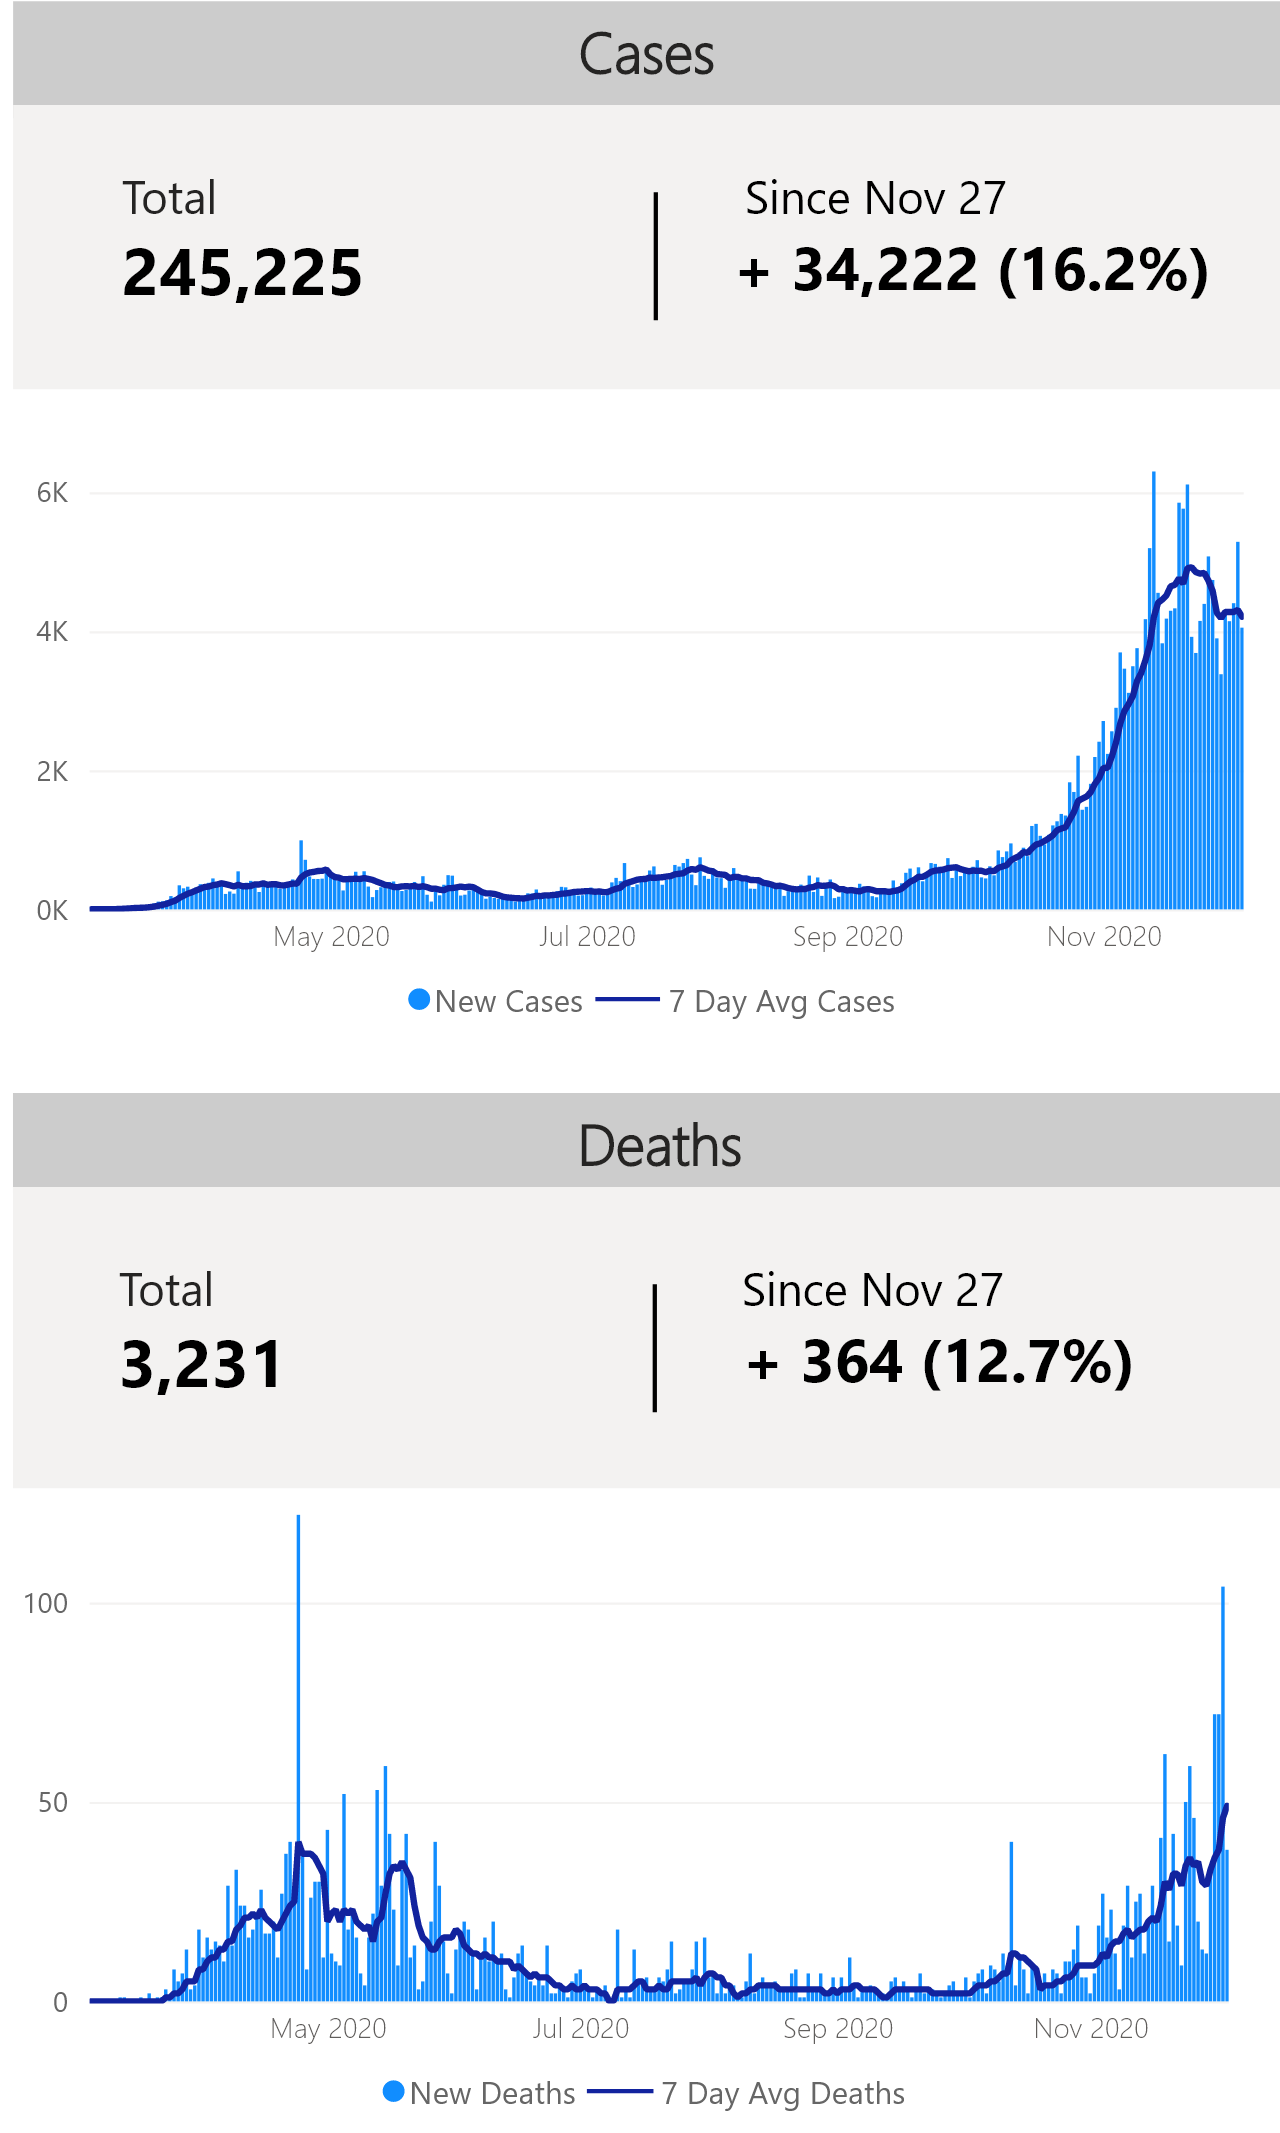 Cases
Total
Since Nov 27
245,225
+ 34,222 (16.2%)
6K
4K
2K
0K
May 2020 Jul 2020 Sep 2020 Nov 2020
New Cases 7 Day Avg Cases
Deaths
Total
Since Nov 27
3,231
+ 364 (12.7%)
100
50
0
May 2020 Jul 2020 Sep 2020 Nov 2020
New Deaths 7 Day Avg Deaths